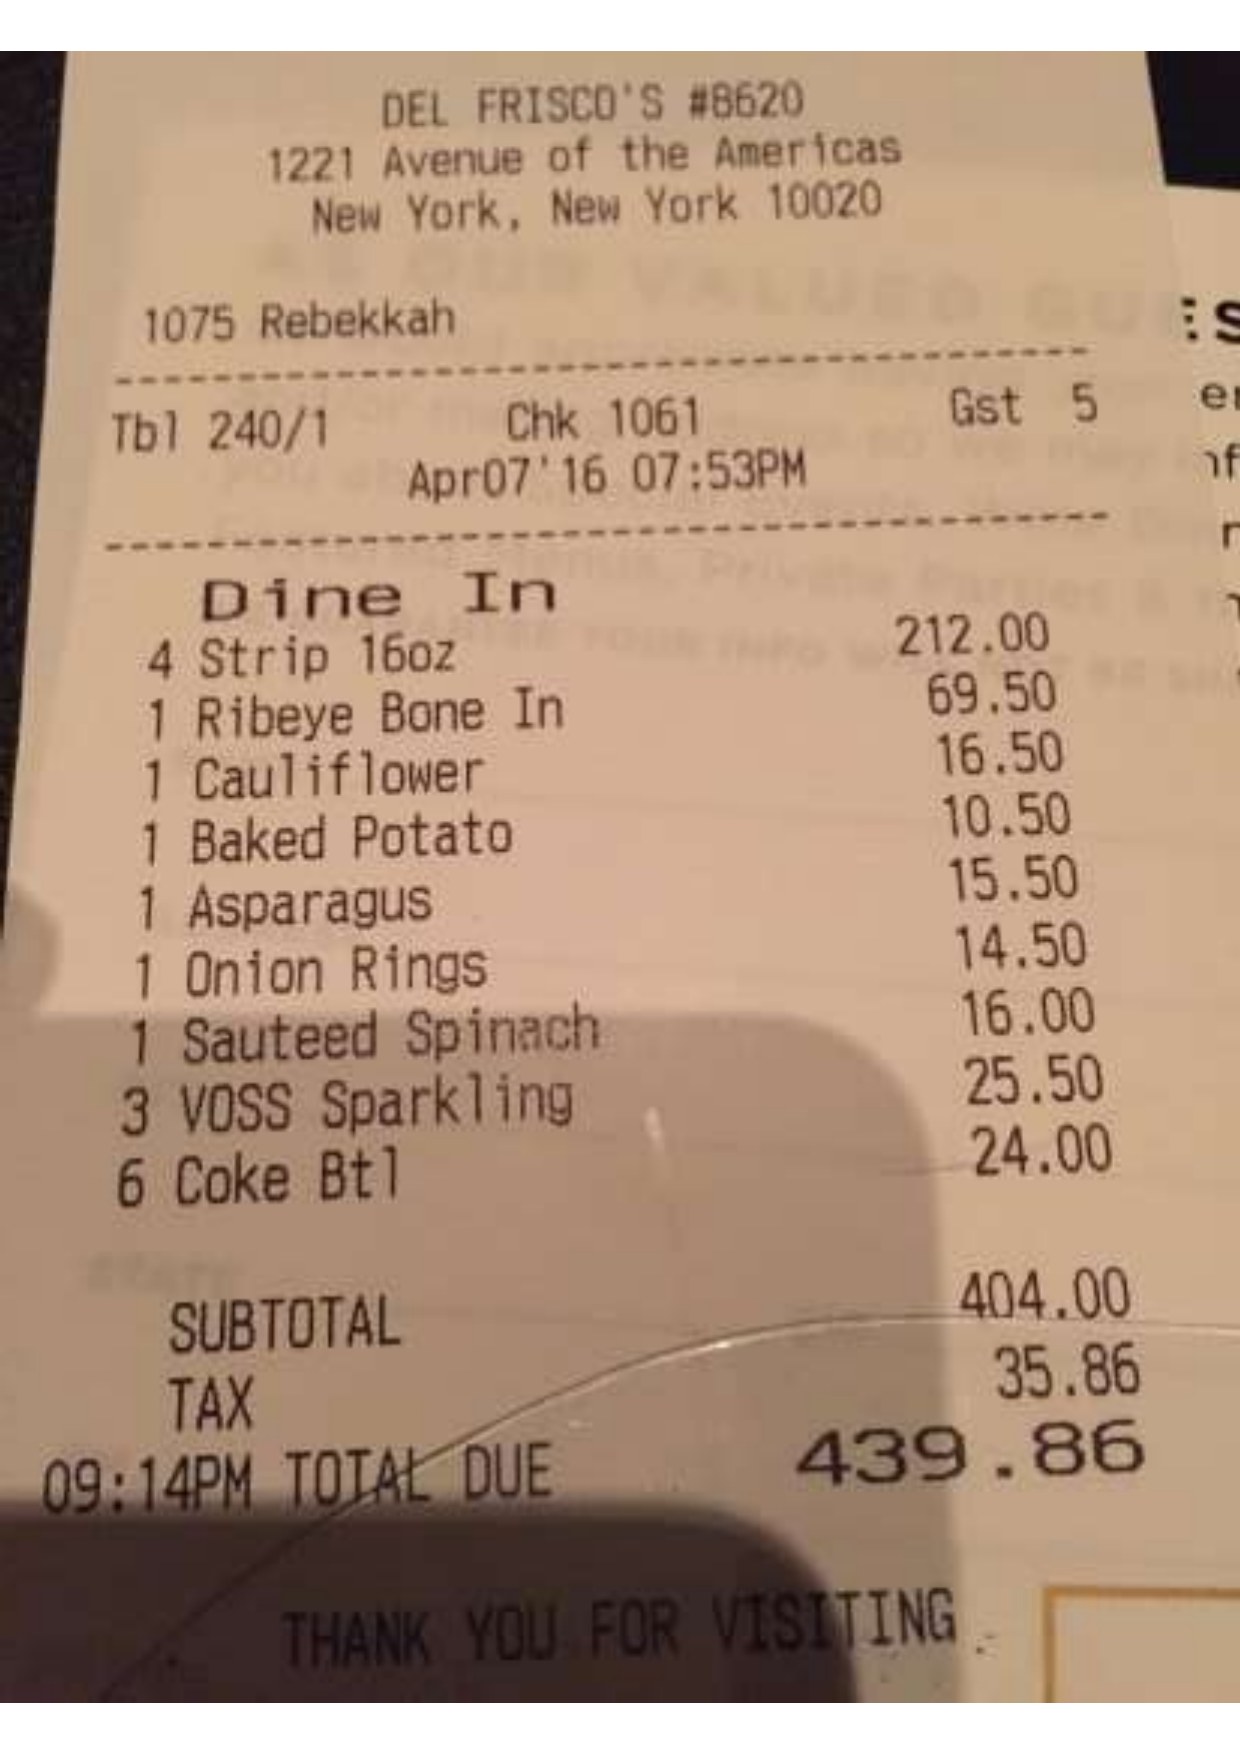 DEL FRISCO'S #8620
1221 Avenue of the Americas
New York, New York 10020
AS OUR VALUED GUES
1075 Rebekkah
Tbl 240/1 Chk 1061 Gst 5
Apr07'16 07:53PM
Dine In
4 Strip 16oz 212.00
1 Ribeye Bone In 69.50
1 Cauliflower 16.50
1 Baked Potato 10.50
1 Asparagus 15.50
1 Onion Rings 14.50
1 Sauteed Spinach 16.00
3 VOSS Sparkling 25.50
6 Coke Btl 24.00
SUBTOTAL 404.00
TAX 35.86
09:14PM TOTAL DUE 439.86
THANK YOU FOR VISITING